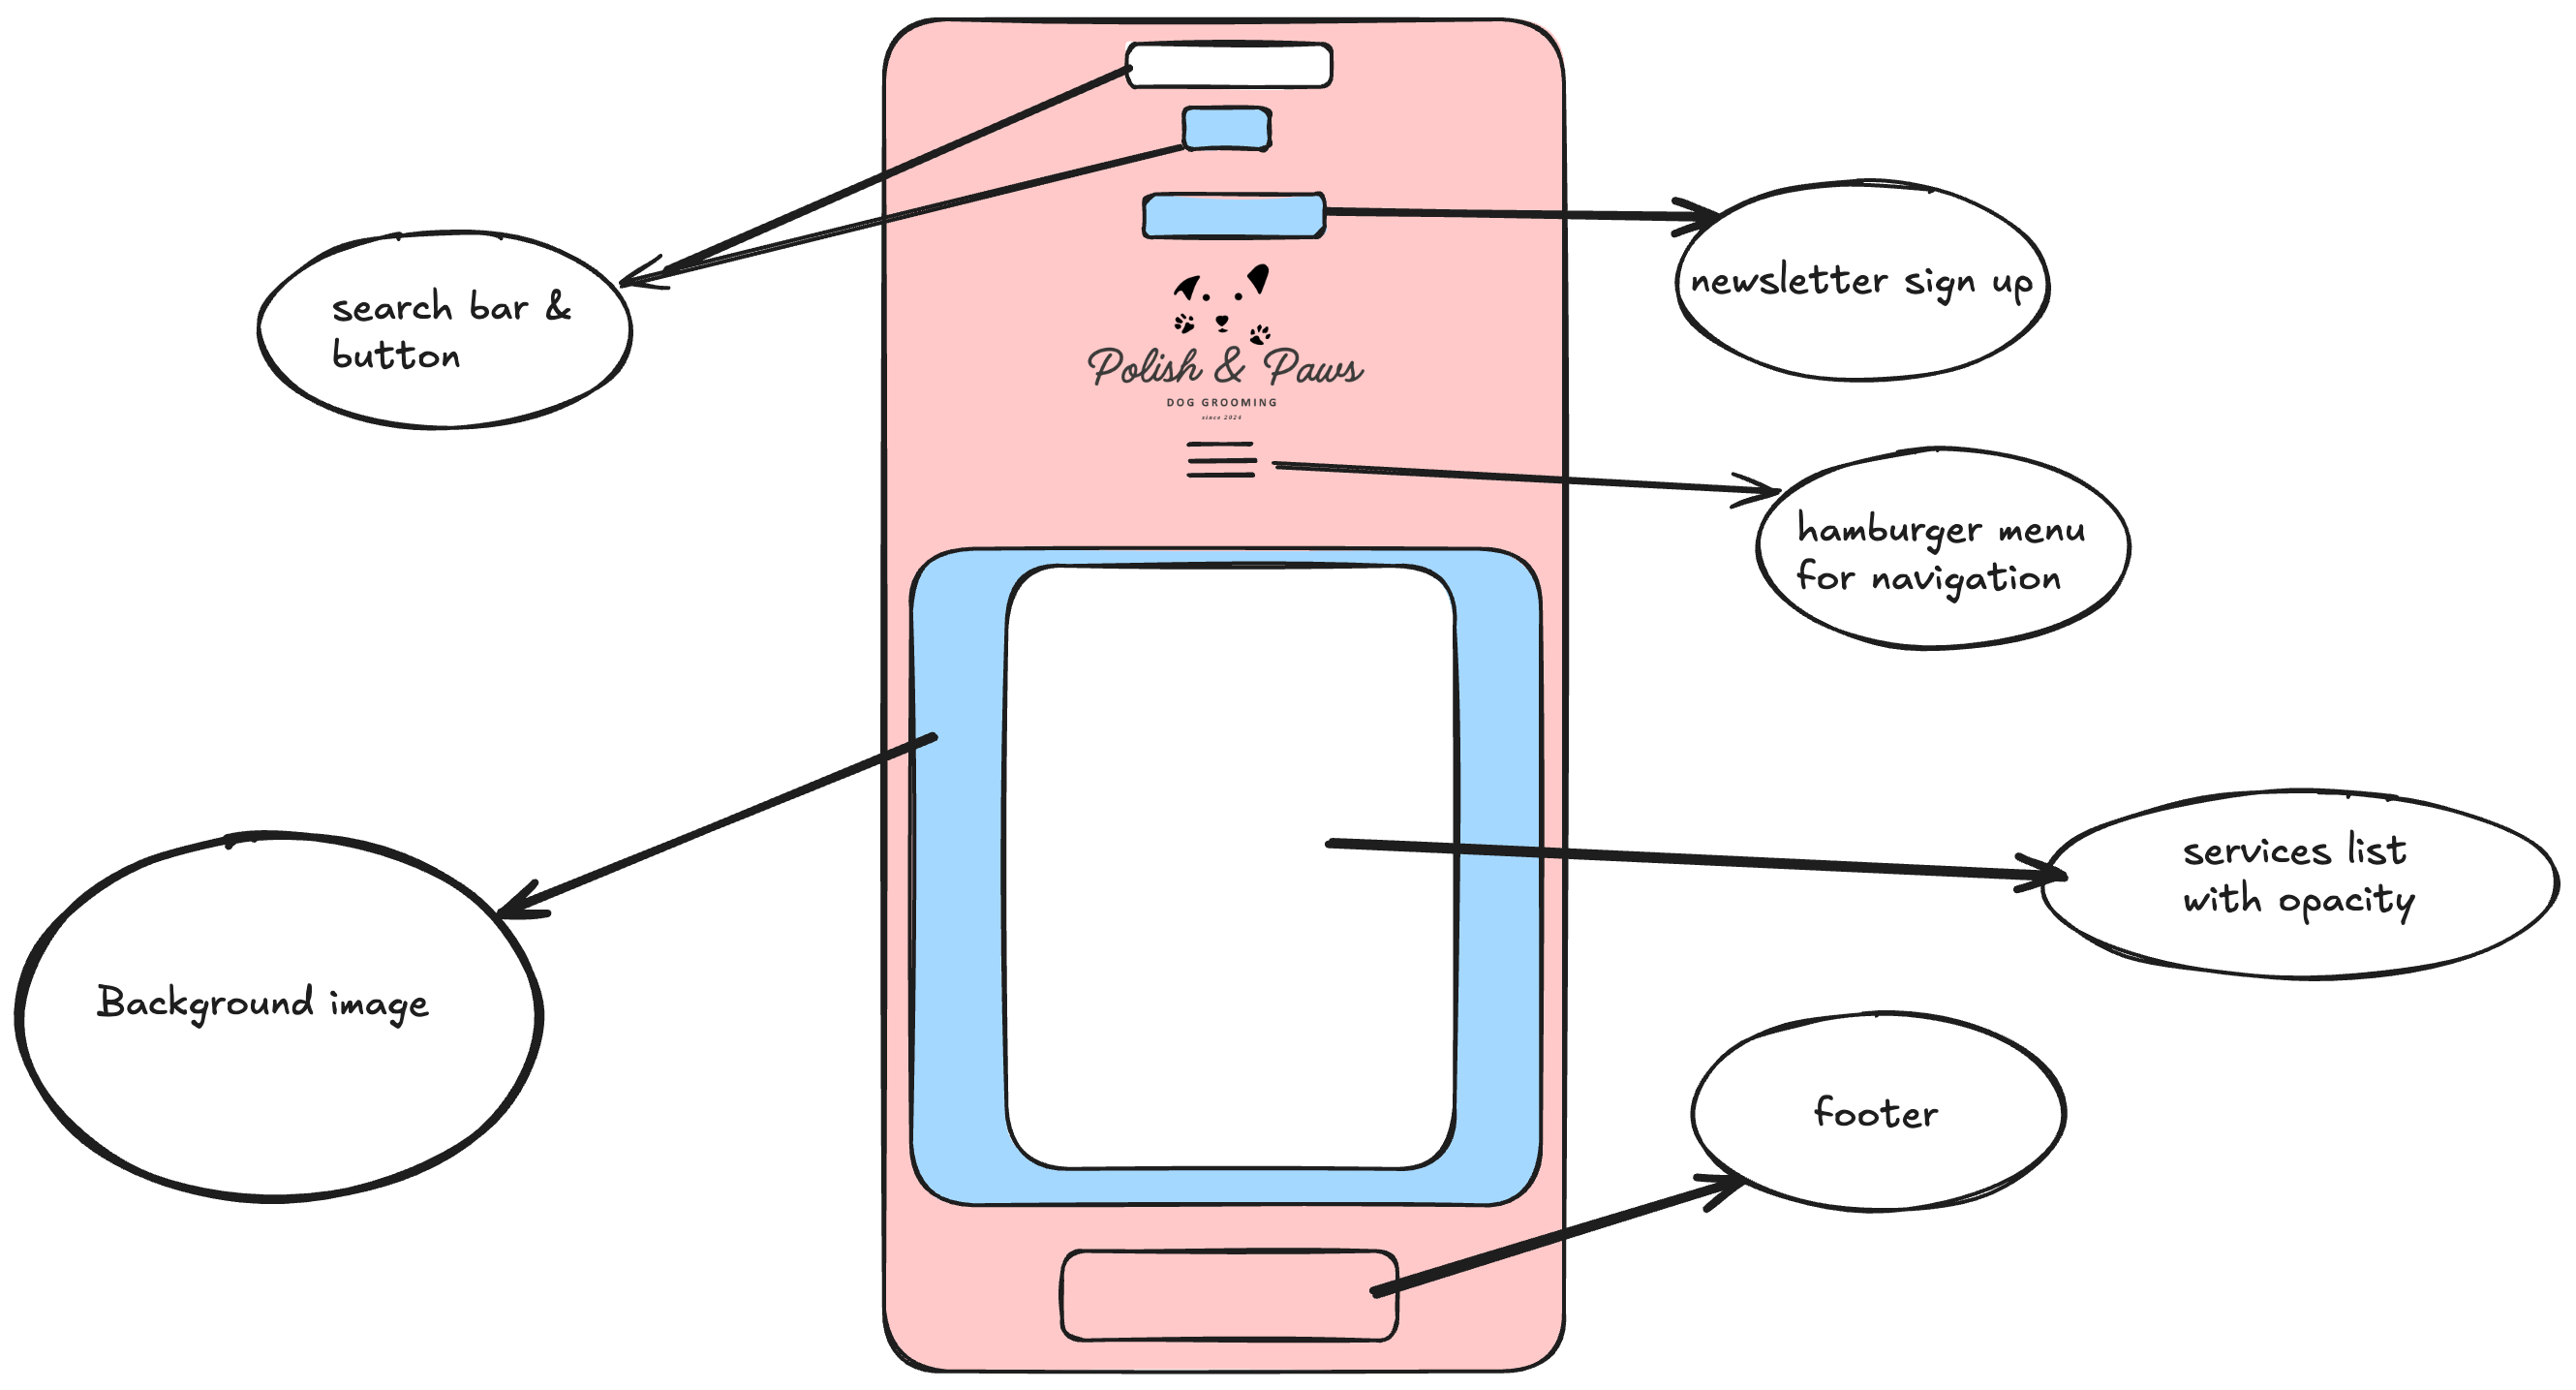 search bar &
button
newsletter sign up
Polish & Paws
DOG GROOMING
since 2024
hamburger menu
for navigation
services list
with opacity
Background image
footer